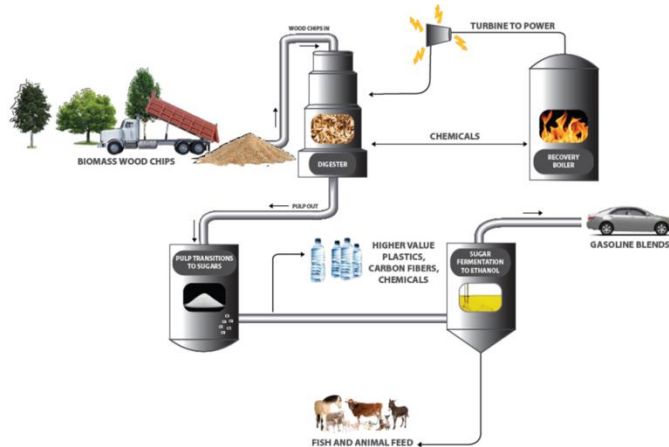 WOOD CHIPS IN
TURBINE TO POWER
BIOMASS WOOD CHIPS
DIGESTER
CHEMICALS
RECOVERY
BOILER
PULP OUT
PULP TRANSITIONS
TO SUGARS
HIGHER VALUE
PLASTICS,
CARBON FIBERS,
CHEMICALS
SUGAR
FERMENTATION
TO ETHANOL
GASOLINE BLENDS
FISH AND ANIMAL FEED